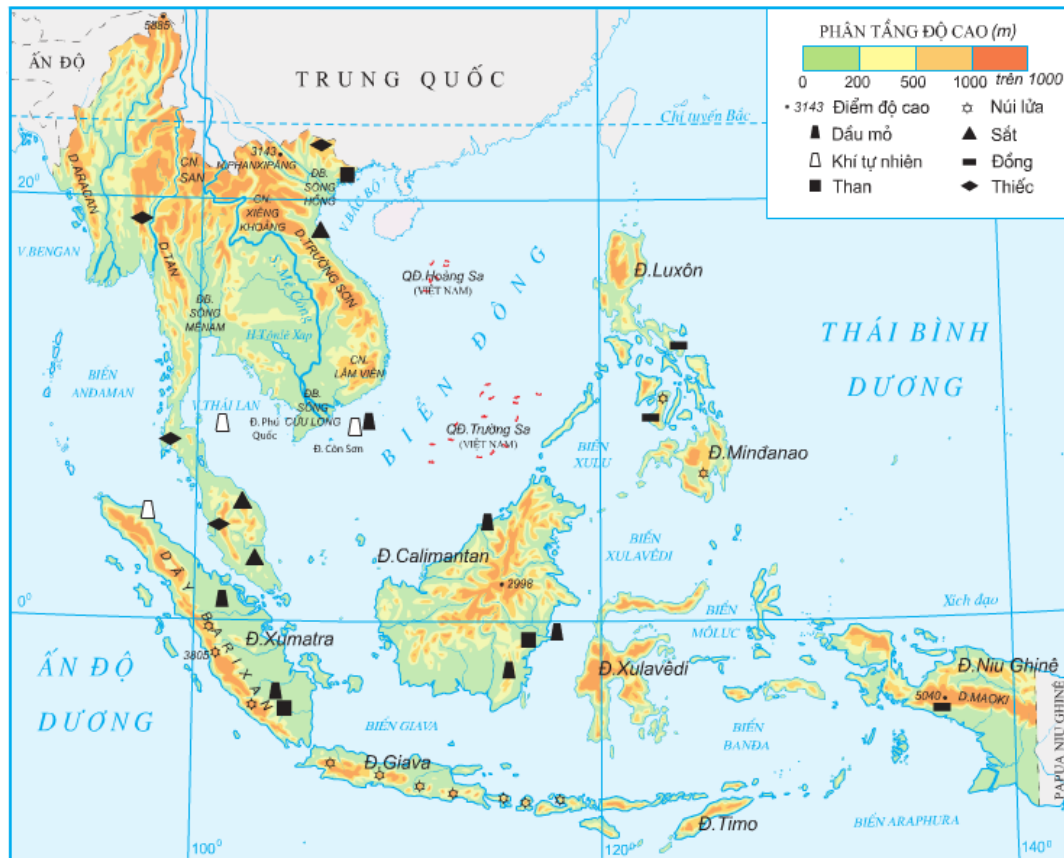 PHÂN TẦNG ĐỘ CAO (m)
0 200 500 1000 trên 1000
• 3143 Điểm độ cao
Núi lửa
Dầu mỏ
Sắt
Khí tự nhiên
Đồng
Than
Thiếc
5885
ẤN ĐỘ
TRUNG QUỐC
Chí tuyến Bắc
3143
PHANXIPĂNG
D.ARACAN
CN.
SAN
ĐB.
SÔNG
HỒNG
V.BẮC BỘ
20°
CN.
XIÊNG
KHOẢNG
D.TRƯỜNG SƠN
V.BENGAN
D.TAN
S. Mê Công
QĐ.Hoàng Sa
(VIỆT NAM)
Đ.Luxôn
ĐB.
SÔNG
MÊNAM
H.Tônlê Xap
BIỂN ĐÔNG
THÁI BÌNH
DƯƠNG
CN.
LÂM VIÊN
BIỂN
ANĐAMAN
V.THÁI LAN
ĐB.
SÔNG
CỬU LONG
Đ. Phú
Quốc
Đ. Côn Sơn
QĐ.Trường Sa
(VIỆT NAM)
BIỂN
XULU
Đ.Minđanao
Đ.Calimantan
BIỂN
XULAVÊDI
2998
DÃY BARIXAN
0°
Xích đạo
BIỂN
MÔLUC
Đ.Xumatra
3805
ẤN ĐỘ
DƯƠNG
Đ.Xulavêdi
Đ.Niu Ghinê
5040
D.MAOKI
PAPUA NIU GHINÊ
BIỂN GIAVA
BIỂN
BANĐA
Đ.Giava
Đ.Timo
BIỂN ARAPHURA
100°
120°
140°